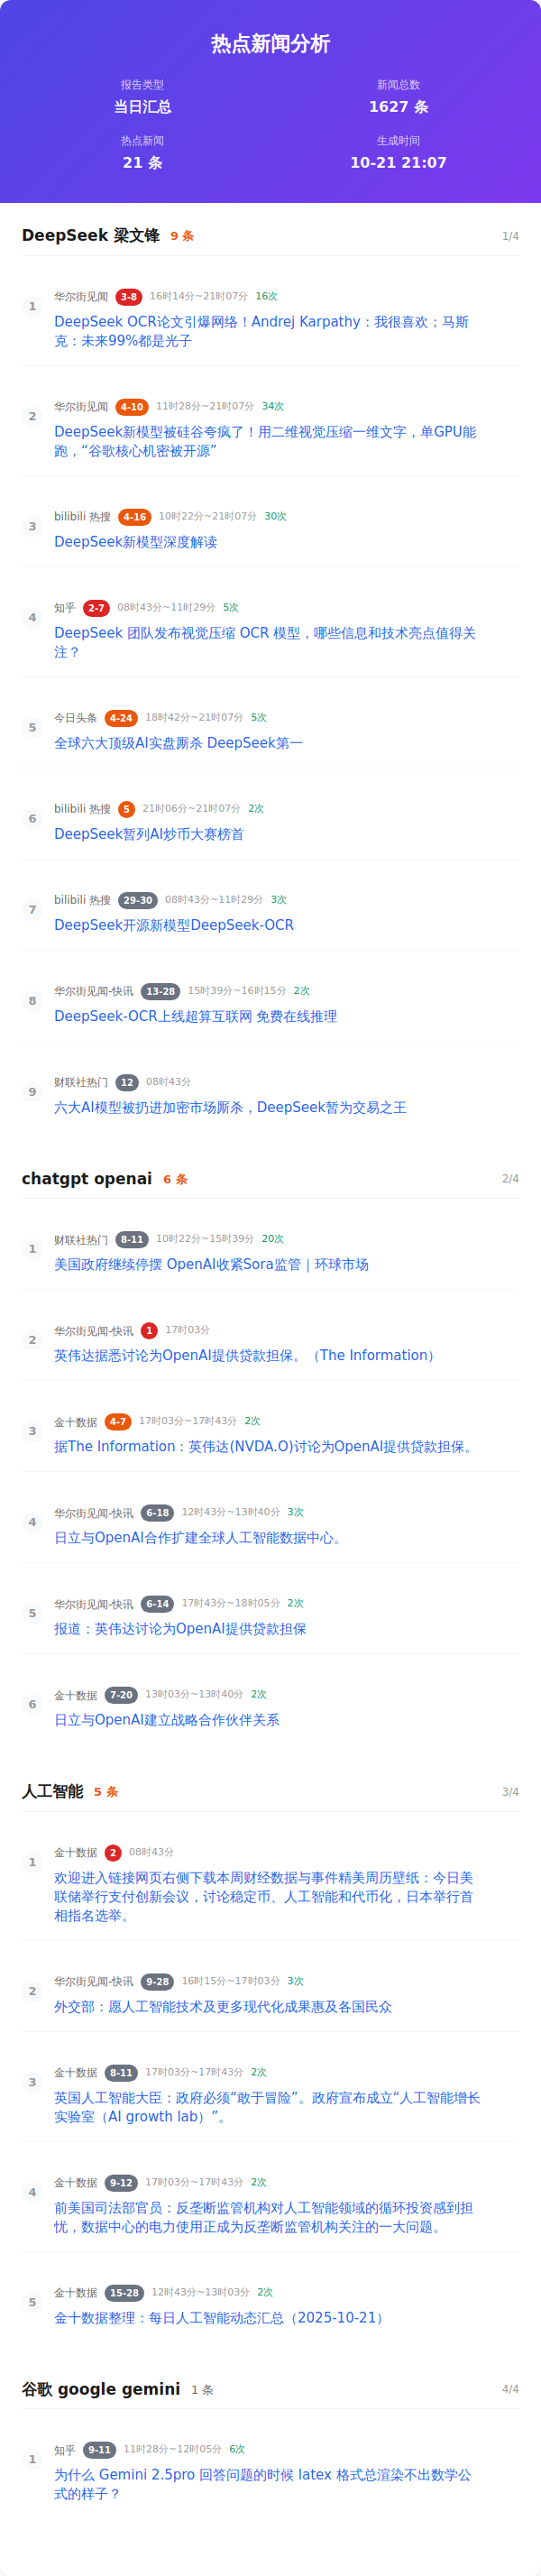 热点新闻分析
报告类型
当日汇总
新闻总数
1627 条
热点新闻
21 条
生成时间
10-21 21:07
DeepSeek 梁文锋 9 条 1/4
1
华尔街见闻 3-8 16时14分~21时07分 16次
DeepSeek OCR论文引爆网络！Andrej Karpathy：我很喜欢；马斯
克：未来99%都是光子
2
华尔街见闻 4-10 11时28分~21时07分 34次
DeepSeek新模型被硅谷夸疯了！用二维视觉压缩一维文字，单GPU能
跑，“谷歌核心机密被开源”
3
bilibili 热搜 4-16 10时22分~21时07分 30次
DeepSeek新模型深度解读
4
知乎 2-7 08时43分~11时29分 5次
DeepSeek 团队发布视觉压缩 OCR 模型，哪些信息和技术亮点值得关
注？
5
今日头条 4-24 18时42分~21时07分 5次
全球六大顶级AI实盘厮杀 DeepSeek第一
6
bilibili 热搜 5 21时06分~21时07分 2次
DeepSeek暂列AI炒币大赛榜首
7
bilibili 热搜 29-30 08时43分~11时29分 3次
DeepSeek开源新模型DeepSeek-OCR
8
华尔街见闻-快讯 13-28 15时39分~16时15分 2次
DeepSeek-OCR上线超算互联网 免费在线推理
9
财联社热门 12 08时43分
六大AI模型被扔进加密市场厮杀，DeepSeek暂为交易之王
chatgpt openai 6 条 2/4
1
财联社热门 8-11 10时22分~15时39分 20次
美国政府继续停摆 OpenAI收紧Sora监管｜环球市场
2
华尔街见闻-快讯 1 17时03分
英伟达据悉讨论为OpenAI提供贷款担保。（The Information）
3
金十数据 4-7 17时03分~17时43分 2次
据The Information：英伟达(NVDA.O)讨论为OpenAI提供贷款担保。
4
华尔街见闻-快讯 6-18 12时43分~13时40分 3次
日立与OpenAI合作扩建全球人工智能数据中心。
5
华尔街见闻-快讯 6-14 17时43分~18时05分 2次
报道：英伟达讨论为OpenAI提供贷款担保
6
金十数据 7-20 13时03分~13时40分 2次
日立与OpenAI建立战略合作伙伴关系
人工智能 5 条 3/4
1
金十数据 2 08时43分
欢迎进入链接网页右侧下载本周财经数据与事件精美周历壁纸：今日美
联储举行支付创新会议，讨论稳定币、人工智能和代币化，日本举行首
相指名选举。
2
华尔街见闻-快讯 9-28 16时15分~17时03分 3次
外交部：愿人工智能技术及更多现代化成果惠及各国民众
3
金十数据 8-11 17时03分~17时43分 2次
英国人工智能大臣：政府必须“敢于冒险”。政府宣布成立“人工智能增长
实验室（AI growth lab）”。
4
金十数据 9-12 17时03分~17时43分 2次
前美国司法部官员：反垄断监管机构对人工智能领域的循环投资感到担
忧，数据中心的电力使用正成为反垄断监管机构关注的一大问题。
5
金十数据 15-28 12时43分~13时03分 2次
金十数据整理：每日人工智能动态汇总（2025-10-21）
谷歌 google gemini 1 条 4/4
1
知乎 9-11 11时28分~12时05分 6次
为什么 Gemini 2.5pro 回答问题的时候 latex 格式总渲染不出数学公
式的样子？